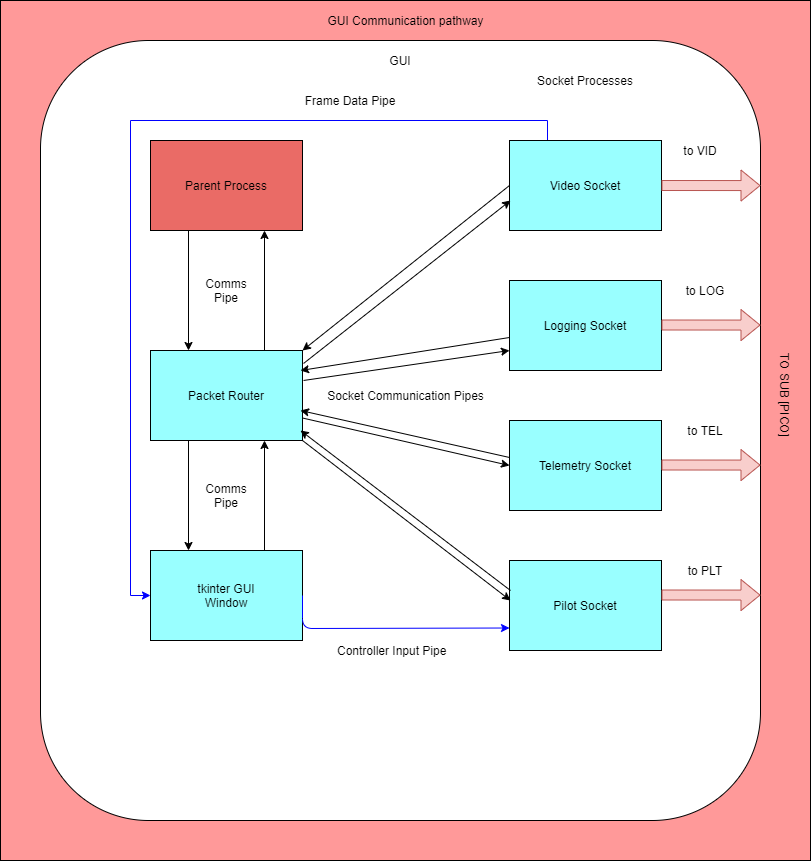 GUI Communication pathway
GUI
Socket Processes
Frame Data Pipe
to VID
Parent Process
Video Socket
Comms
Pipe
to LOG
Logging Socket
TO SUB [PICO]
Packet Router
Socket Communication Pipes
to TEL
Telemetry Socket
Comms
Pipe
to PLT
tkinter GUI
Window
Pilot Socket
Controller Input Pipe